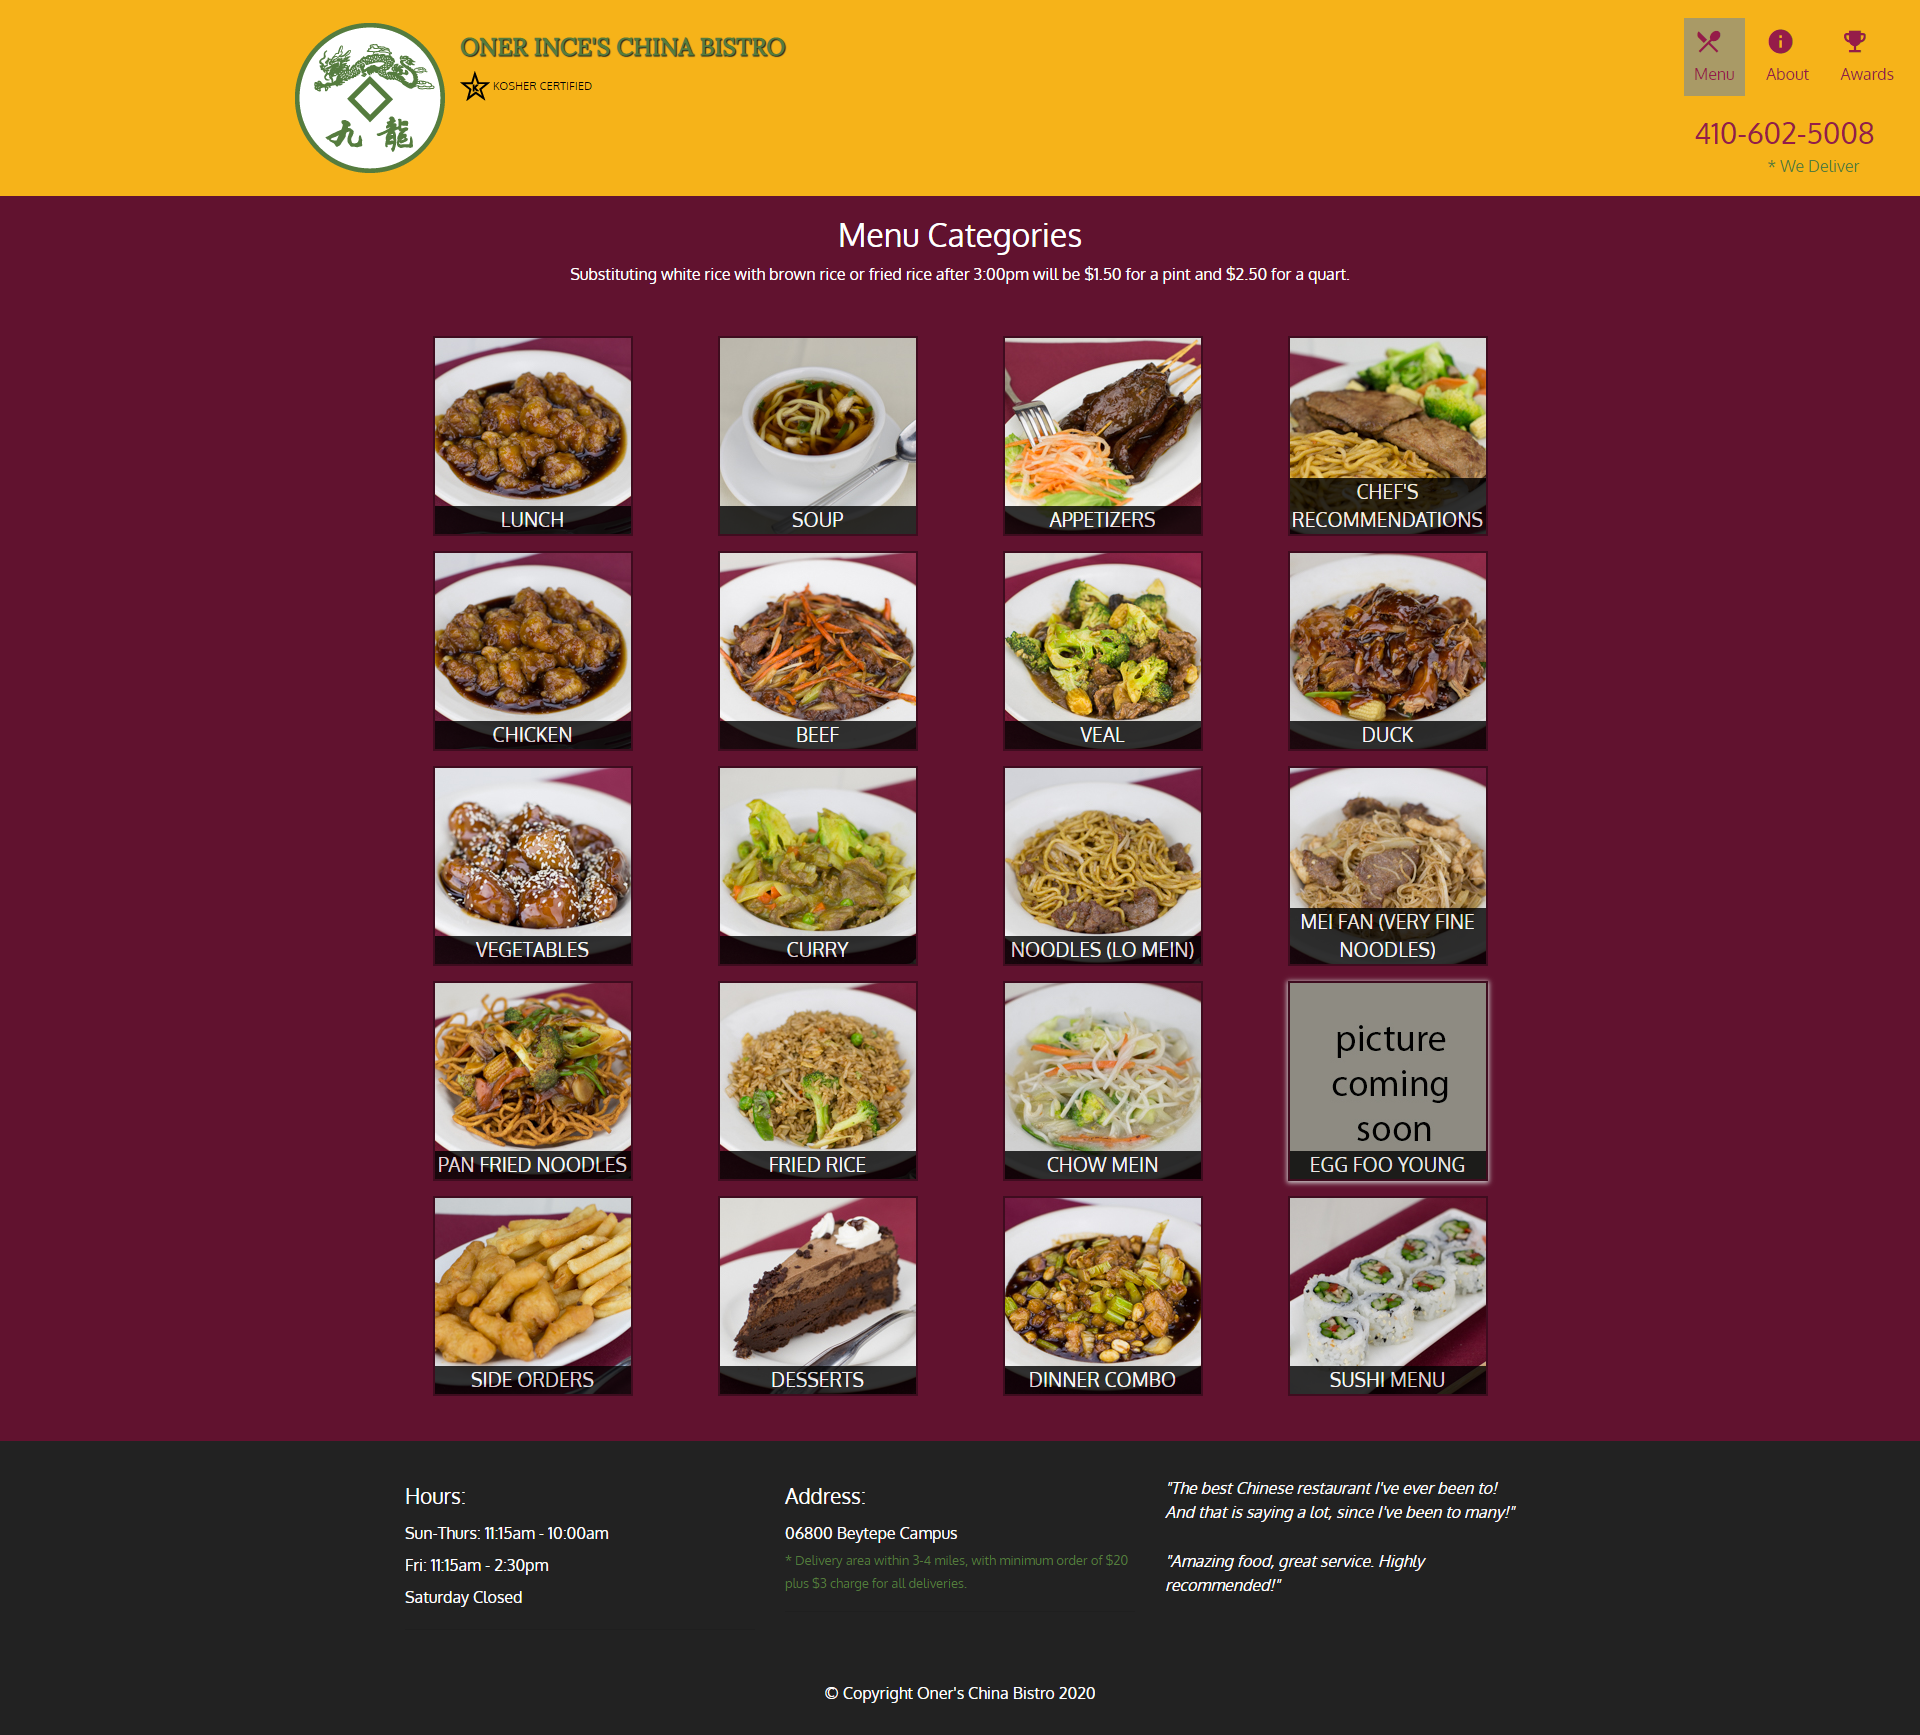 九 龍
ONER INCE'S CHINA BISTRO
K
KOSHER CERTIFIED
Menu
About
Awards
410-602-5008
* We Deliver
Menu Categories
Substituting white rice with brown rice or fried rice after 3:00pm will be $1.50 for a pint and $2.50 for a quart.
LUNCH
SOUP
APPETIZERS
CHEF'S
RECOMMENDATIONS
CHICKEN
BEEF
VEAL
DUCK
VEGETABLES
CURRY
NOODLES (LO MEIN)
MEI FAN (VERY FINE
NOODLES)
PAN FRIED NOODLES
FRIED RICE
CHOW MEIN
picture
coming
soon
EGG FOO YOUNG
SIDE ORDERS
DESSERTS
DINNER COMBO
SUSHI MENU
Hours:
Sun-Thurs: 11:15am - 10:00am
Fri: 11:15am - 2:30pm
Saturday Closed
Address:
06800 Beytepe Campus
* Delivery area within 3-4 miles, with minimum order of $20
plus $3 charge for all deliveries.
"The best Chinese restaurant I've ever been to!
And that is saying a lot, since I've been to many!"
"Amazing food, great service. Highly
recommended!"
© Copyright Oner's China Bistro 2020